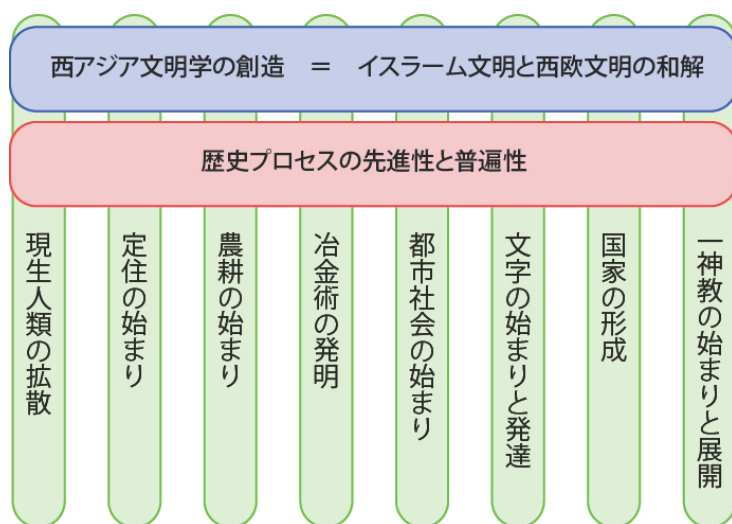 西アジア文明学の創造 = イスラーム文明と西欧文明の和解
歴史プロセスの先進性と普遍性
現生人類の拡散
定住の始まり
農耕の始まり
冶金術の発明
都市社会の始まり
文字の始まりと発達
国家の形成
一神教の始まりと展開